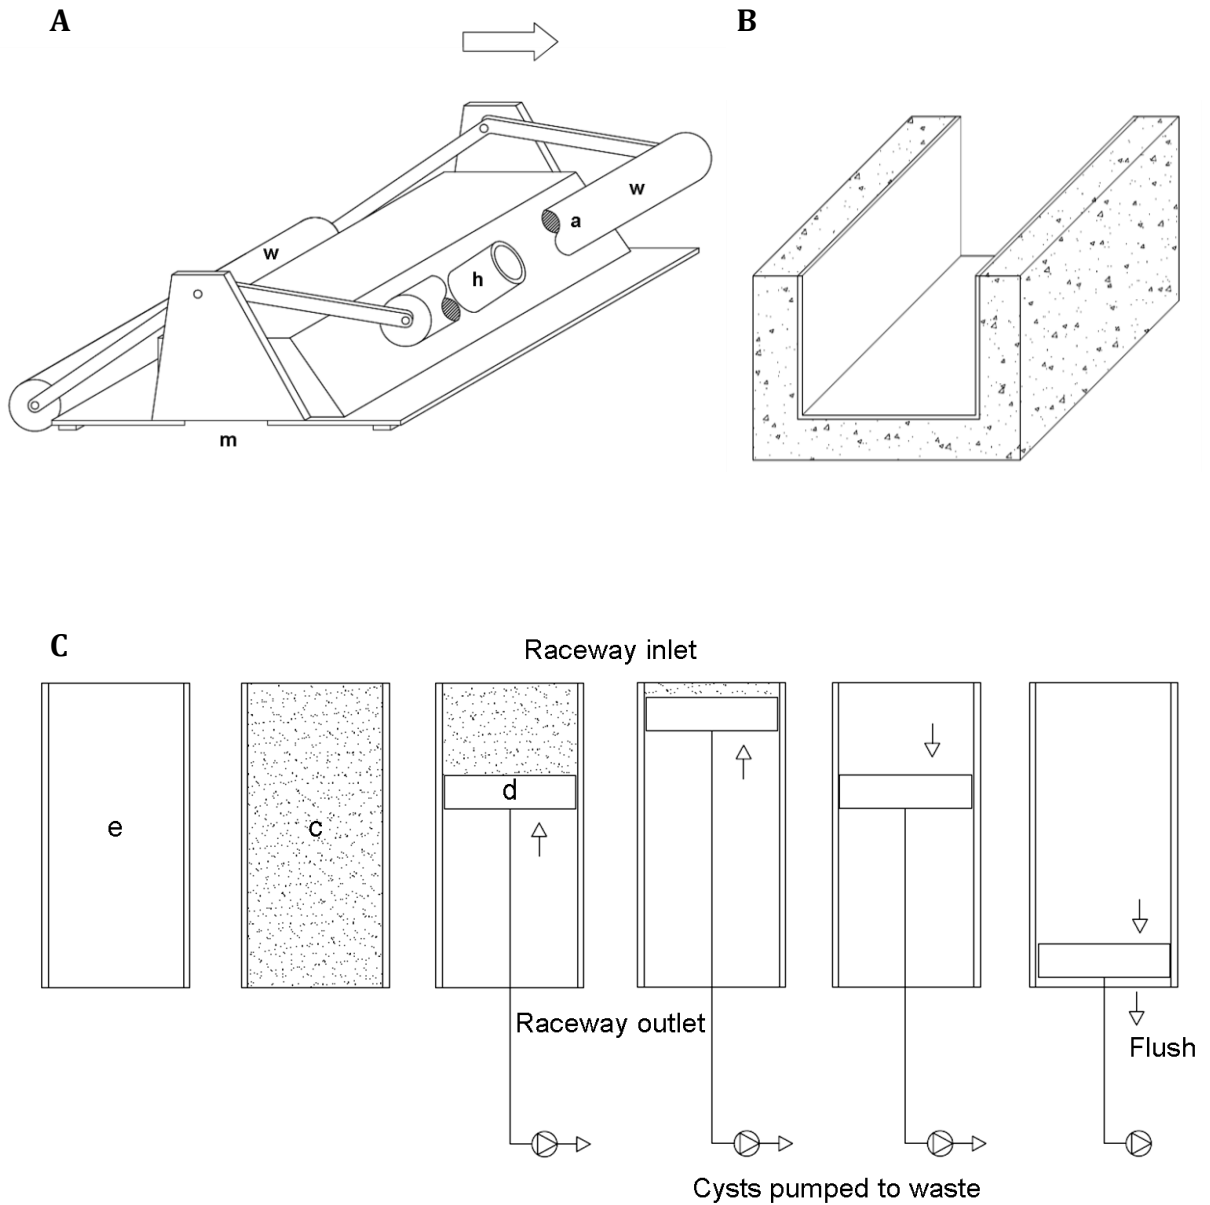 A
B
w
w
a
h
m
C
Raceway inlet
e
c
d
Raceway outlet
Flush
Cysts pumped to waste